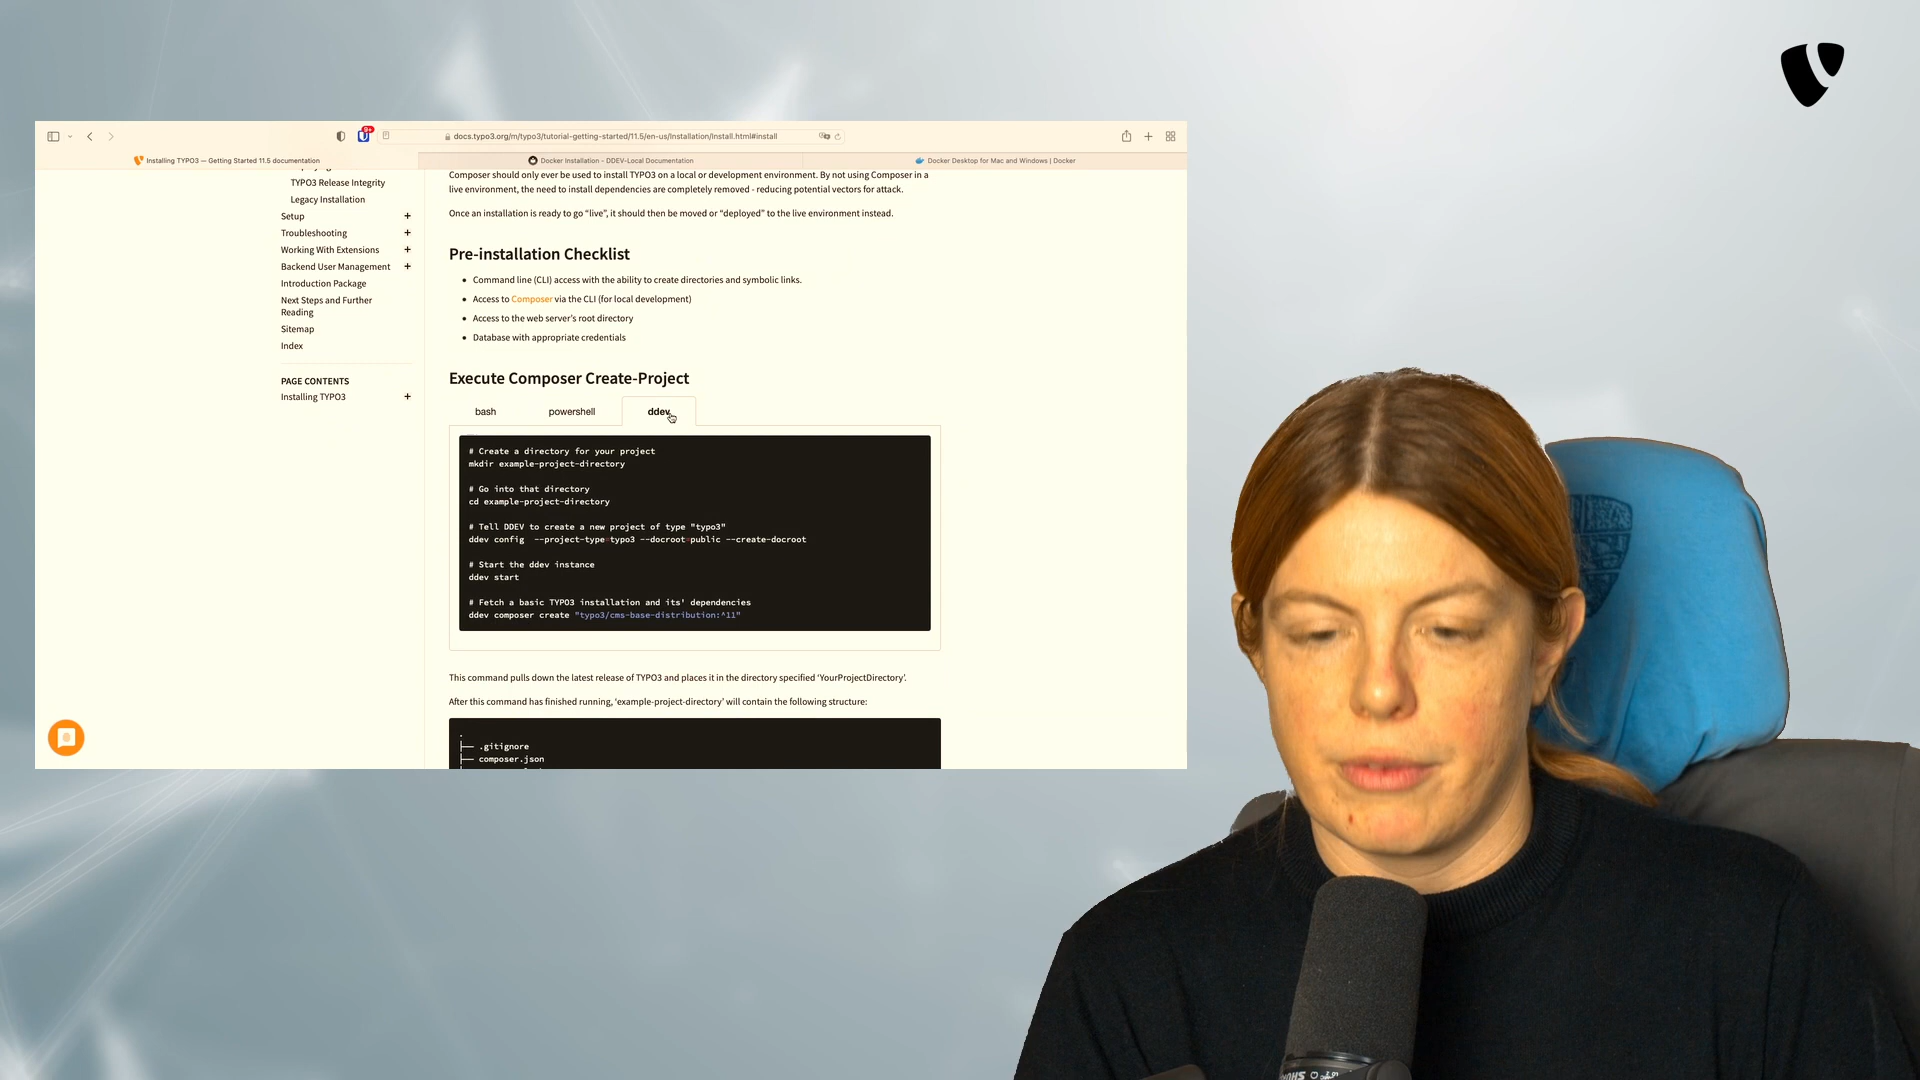 9+
docs.typo3.org/m/typo3/tutorial-getting-started/11.5/en-us/Installation/Install.html#install
Installing TYPO3 — Getting Started 11.5 documentation
Docker Installation - DDEV-Local Documentation
Docker Desktop for Mac and Windows | Docker
TYPO3 Release Integrity
Legacy Installation
Setup +
Troubleshooting +
Working With Extensions +
Backend User Management +
Introduction Package
Next Steps and Further
Reading
Sitemap
Index
PAGE CONTENTS
Installing TYPO3 +
Composer should only ever be used to install TYPO3 on a local or development environment. By not using Composer in a
live environment, the need to install dependencies are completely removed - reducing potential vectors for attack.
Once an installation is ready to go “live”, it should then be moved or “deployed” to the live environment instead.
Pre-installation Checklist
Command line (CLI) access with the ability to create directories and symbolic links.
Access to Composer via the CLI (for local development)
Access to the web server’s root directory
Database with appropriate credentials
Execute Composer Create-Project
bash powershell ddev
# Create a directory for your project
mkdir example-project-directory
# Go into that directory
cd example-project-directory
# Tell DDEV to create a new project of type "typo3"
ddev config  --project-type=typo3 --docroot=public --create-docroot
# Start the ddev instance
ddev start
# Fetch a basic TYPO3 installation and its' dependencies
ddev composer create "typo3/cms-base-distribution:^11"
This command pulls down the latest release of TYPO3 and places it in the directory specified ‘YourProjectDirectory’.
After this command has finished running, ‘example-project-directory’ will contain the following structure:
.
├── .gitignore
├── composer.json